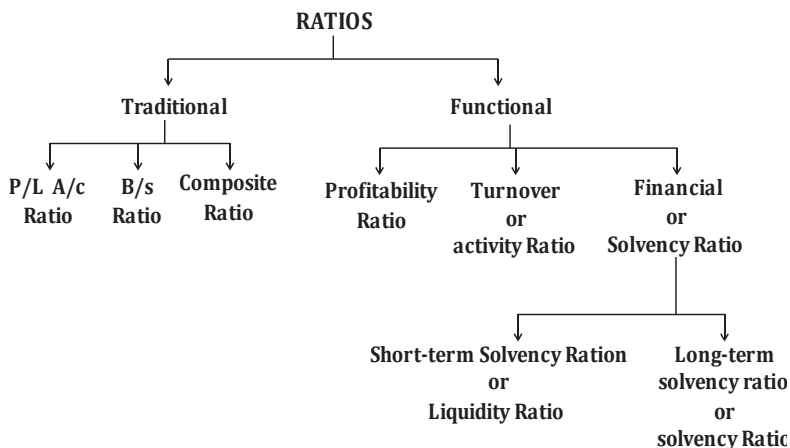 RATIOS
Traditional
Functional
P/L A/c
Ratio
B/s
Ratio
Composite
Ratio
Profitability
Ratio
Turnover
or
activity Ratio
Financial
or
Solvency Ratio
Short-term Solvency Ration
or
Liquidity Ratio
Long-term
solvency ratio
or
solvency Ratio